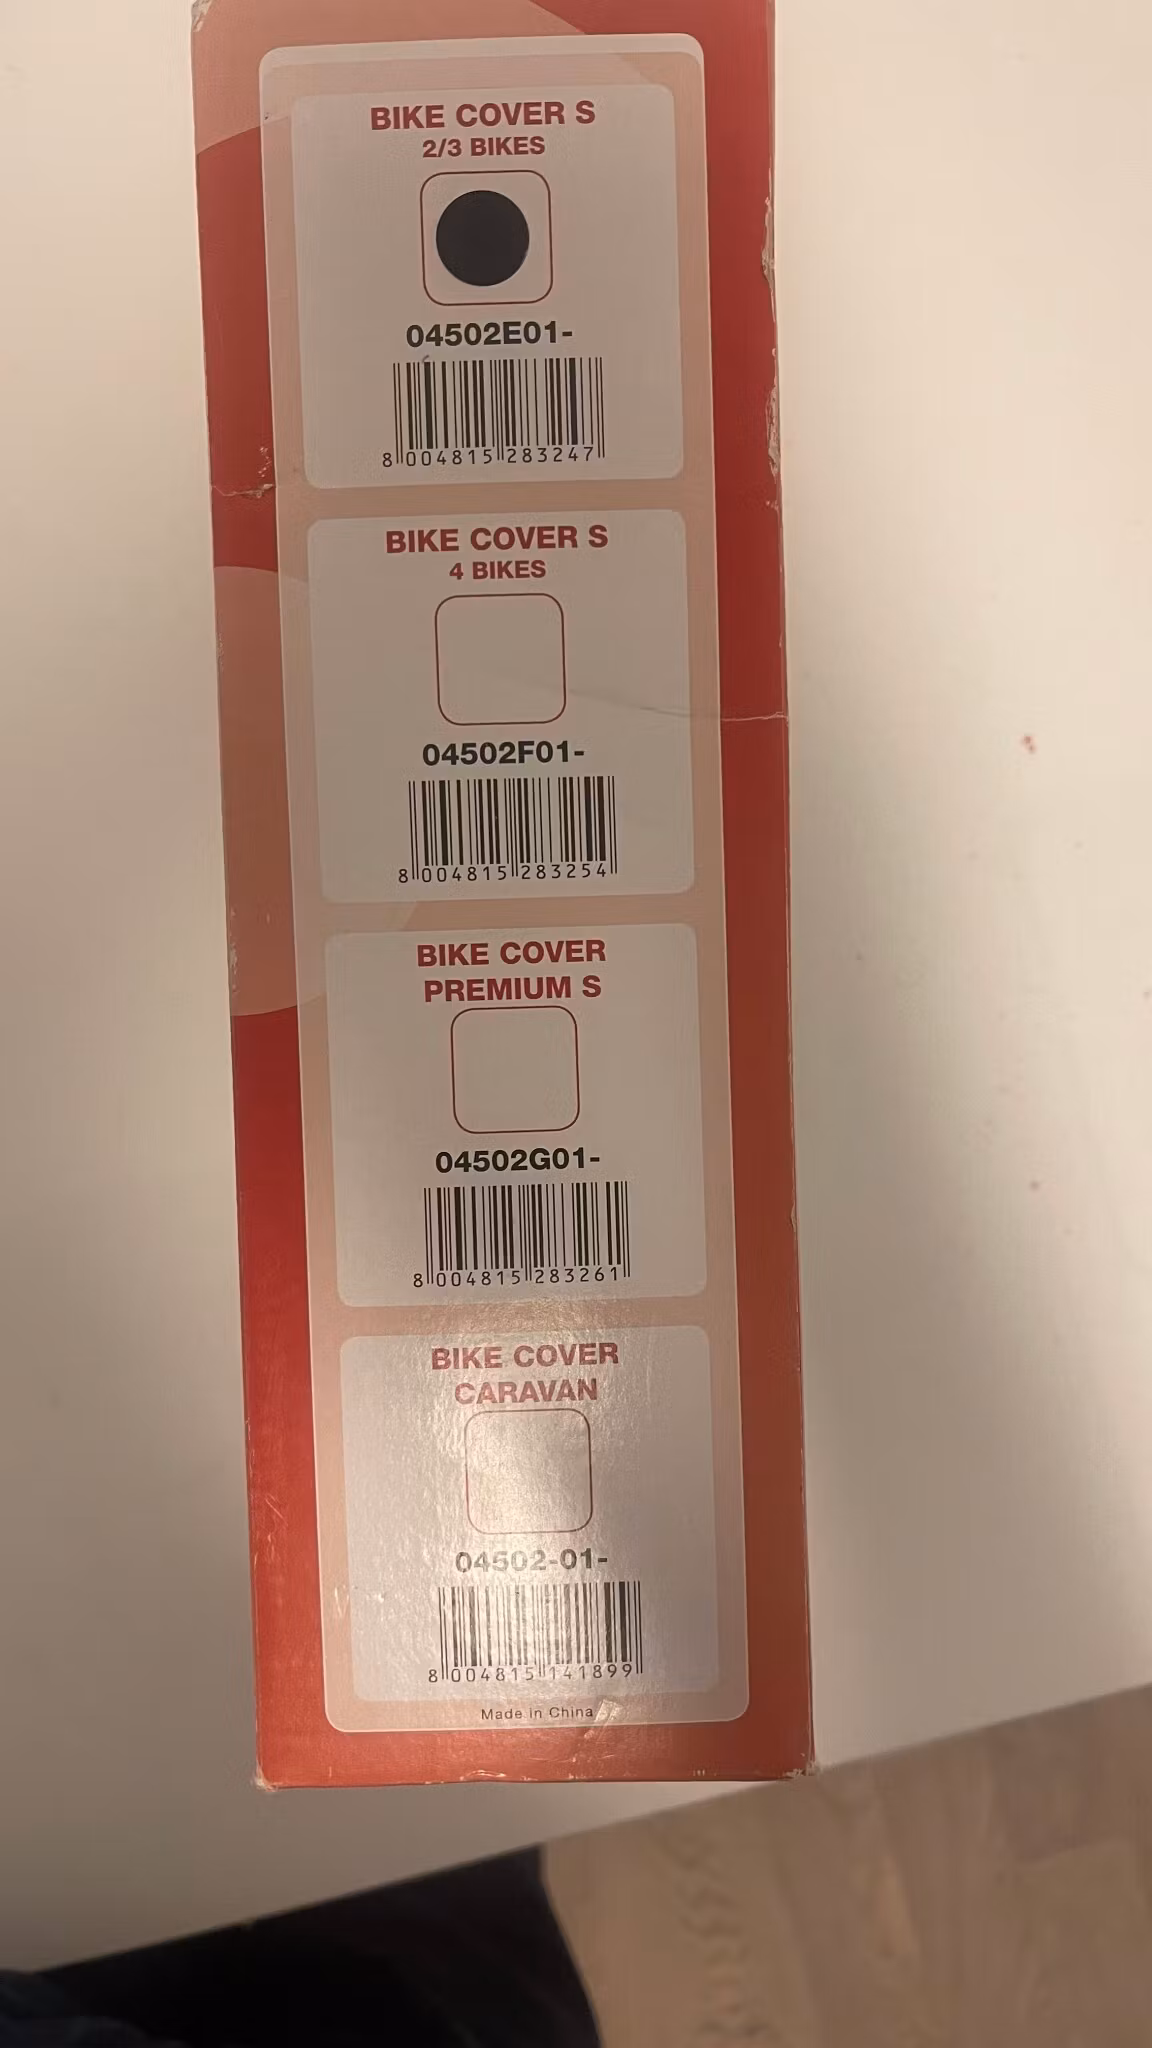 BIKE COVER S
2/3 BIKES
04502E01-
8 004815 283247
BIKE COVER S
4 BIKES
04502F01-
8 004815 283254
BIKE COVER
PREMIUM S
04502G01-
8 004815 283261
BIKE COVER
CARAVAN
04502-01-
8 004815 141899
Made in China